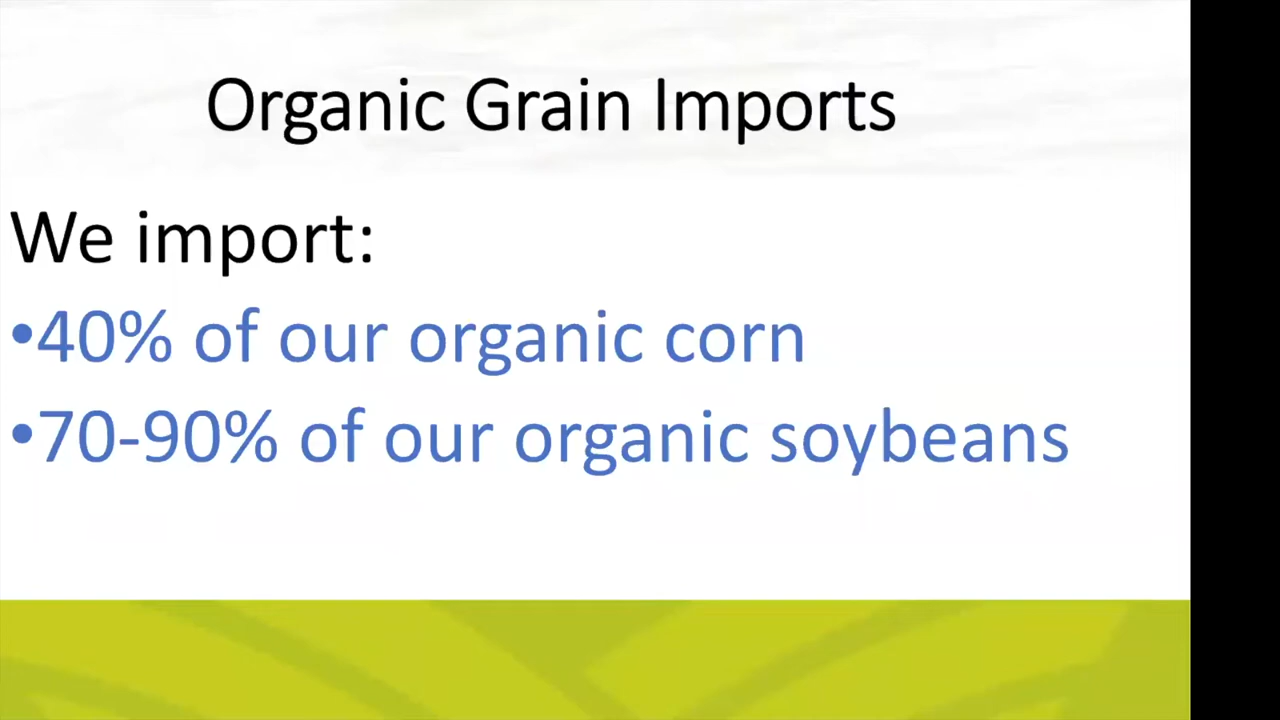 Organic Grain Imports
We import:
•40% of our organic corn
•70-90% of our organic soybeans